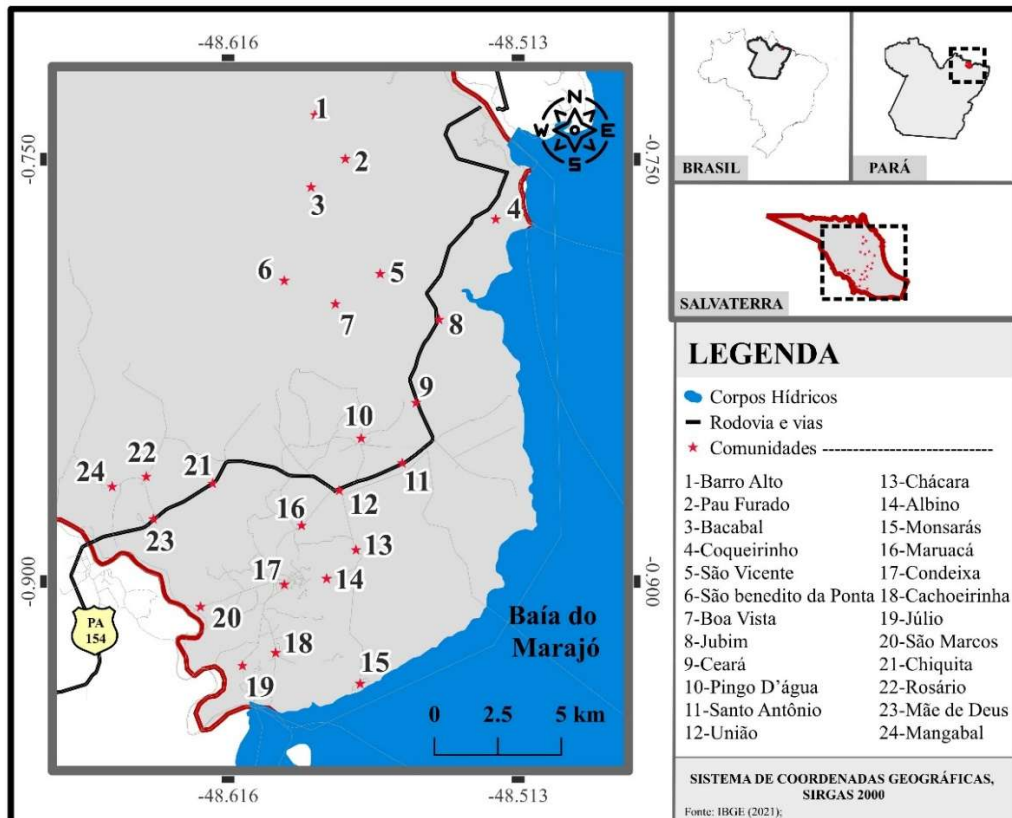 -48.616
-48.513
-0.750
-0.750
-0.900
-0.900
-48.616
-48.513
N
W E
S
1
2
3
4
5
6
7
8
9
10
11
12
13
14
15
16
17
18
19
20
21
22
23
24
PA
154
Baía do
Marajó
0 2.5 5 km
BRASIL
PARÁ
SALVATERRA
LEGENDA
Corpos Hídricos
Rodovia e vias
Comunidades ----------------------------
1-Barro Alto 13-Chácara
2-Pau Furado 14-Albino
3-Bacabal 15-Monsarás
4-Coqueirinho 16-Maruacá
5-São Vicente 17-Condeixa
6-São benedito da Ponta 18-Cachoeirinha
7-Boa Vista 19-Júlio
8-Jubim 20-São Marcos
9-Ceará 21-Chiquita
10-Pingo D'água 22-Rosário
11-Santo Antônio 23-Mãe de Deus
12-União 24-Mangabal
SISTEMA DE COORDENADAS GEOGRÁFICAS,
SIRGAS 2000
Fonte: IBGE (2021);